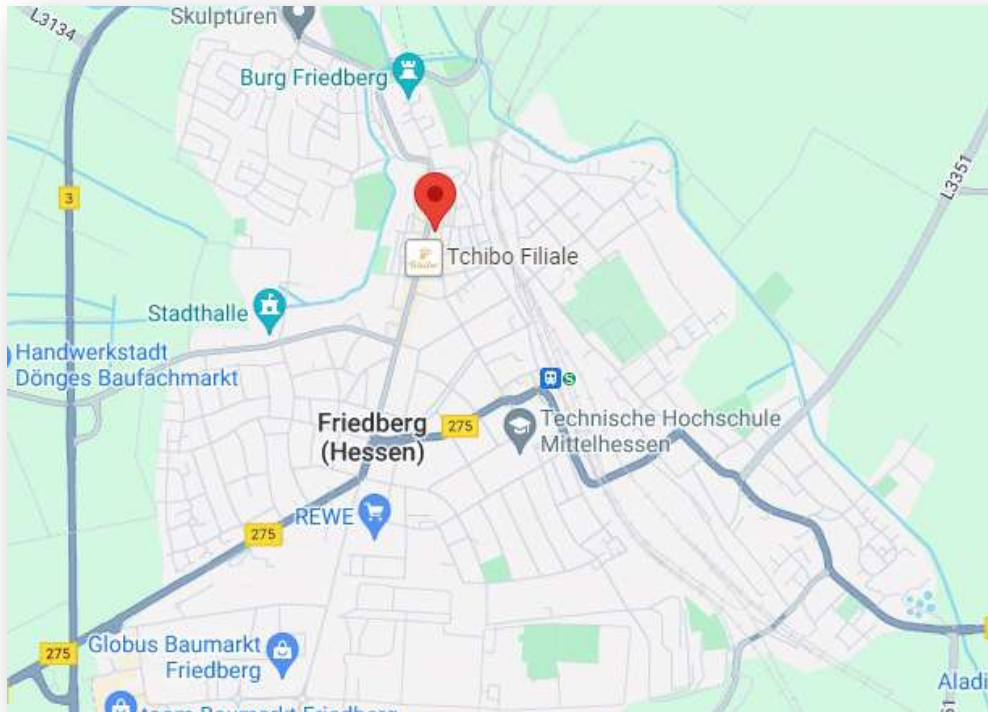 L3134
Skulpturen
Burg Friedberg
3
L3351
Tchibo Filiale
Stadthalle
Handwerkstadt
Dönges Baufachmarkt
S
Friedberg
(Hessen)
275
Technische Hochschule
Mittelhessen
REWE
275
275
Globus Baumarkt
Friedberg
Aladi